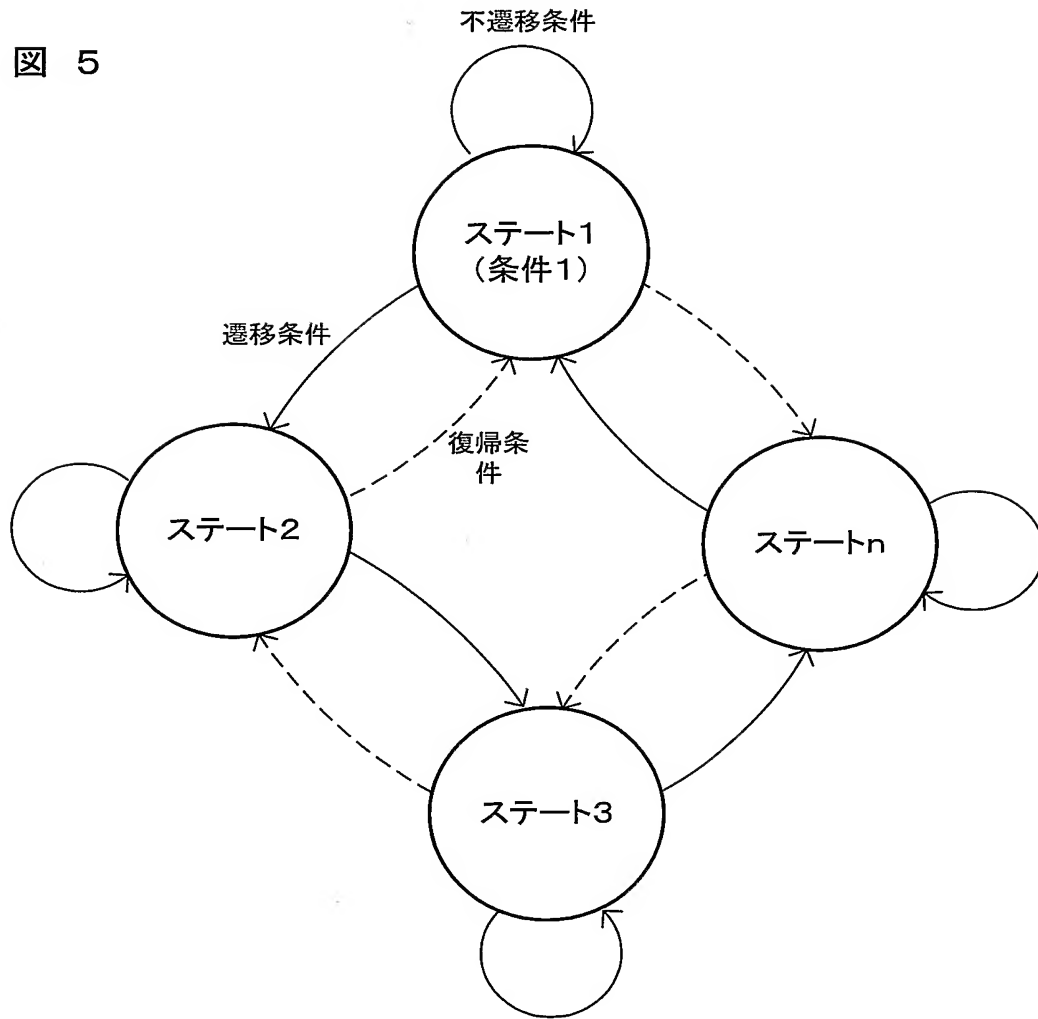 不遷移条件
図 5
ステート1
(条件1)
遷移条件
復帰条
件
ステート2
ステートn
ステート3